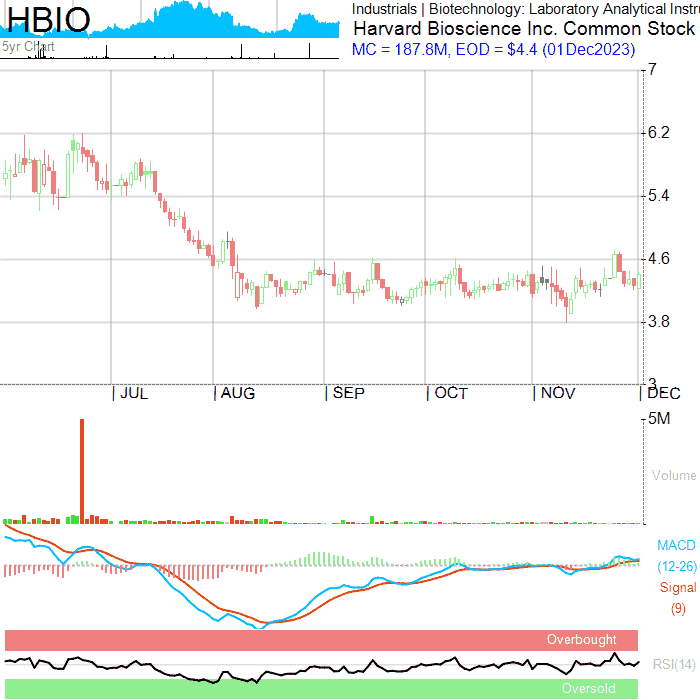 HBIO
5yr Chart
Industrials | Biotechnology: Laboratory Analytical Instru
Harvard Bioscience Inc. Common Stock
MC = 187.8M, EOD = $4.4 (01Dec2023)
7
6.2
5.4
4.6
3.8
3
| JUL | AUG | SEP | OCT | NOV | DEC
5M
Volume
MACD
(12-26)
Signal
(9)
Overbought
RSI(14)
Oversold